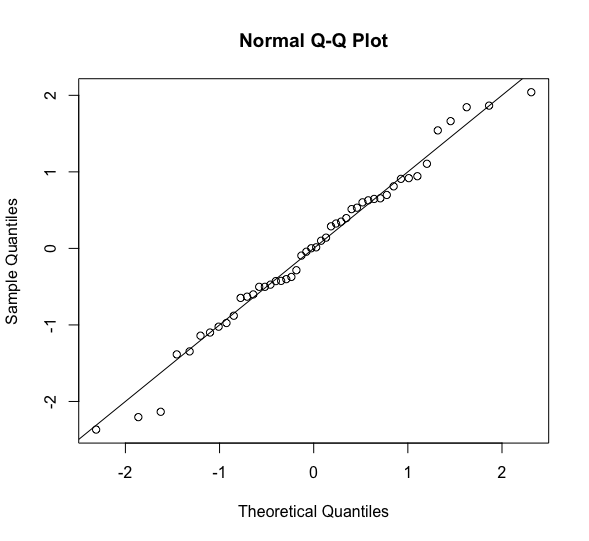 Normal Q-Q Plot
2
1
0
-1
-2
Sample Quantiles
-2 -1 0 1 2
Theoretical Quantiles